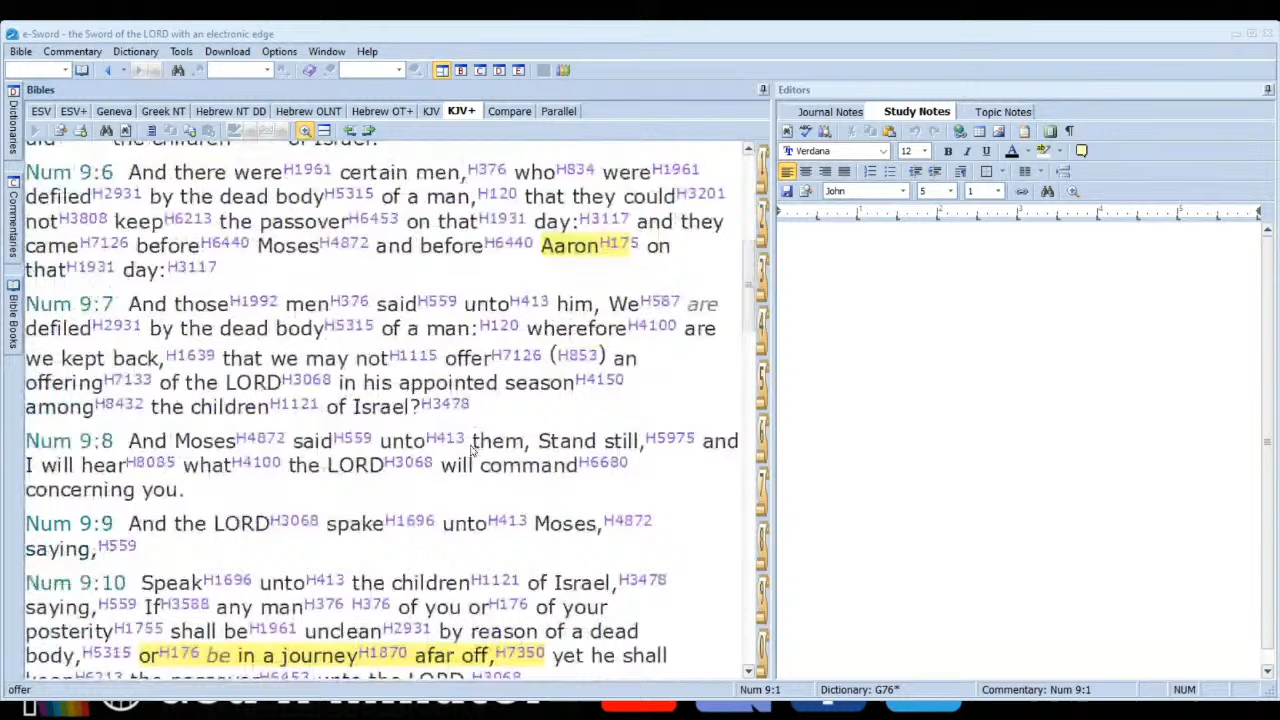 e-Sword - the Sword of the LORD with an electronic edge
Bible Commentary Dictionary Tools Download Options Window Help
Bibles
ESV ESV+ Geneva Greek NT Hebrew NT DD Hebrew OLNT Hebrew OT+ KJV KJV+ Compare Parallel
Num 9:6 And there were H1961 certain men, H376 who H834 were H1961
defiled H2931 by the dead body H5315 of a man, H120 that they could H3201
not H3808 keep H6213 the passover H6453 on that H1931 day: H3117 and they
came H7126 before H6440 Moses H4872 and before H6440 Aaron H175 on
that H1931 day: H3117
Num 9:7 And those H1992 men H376 said H559 unto H413 him, We H587 are
defiled H2931 by the dead body H5315 of a man: H120 wherefore H4100 are
we kept back, H1639 that we may not H1115 offer H7126 (H853) an
offering H7133 of the LORD H3068 in his appointed season H4150
among H8432 the children H1121 of Israel? H3478
Num 9:8 And Moses H4872 said H559 unto H413 them, Stand still, H5975 and
I will hear H8085 what H4100 the LORD H3068 will command H6680
concerning you.
Num 9:9 And the LORD H3068 spake H1696 unto H413 Moses, H4872
saying, H559
Num 9:10 Speak H1696 unto H413 the children H1121 of Israel, H3478
saying, H559 If H3588 any man H376 H376 of you or H176 of your
posterity H1755 shall be H1961 unclean H2931 by reason of a dead
body, H5315 or H176 be in a journey H1870 afar off, H7350 yet he shall
Dictionaries
Commentaries
Bible Books
Editors
Journal Notes Study Notes Topic Notes
Verdana 12 B I U A
John 5 1
1 2 3 4 5
offer Num 9:1 Dictionary: G76* Commentary: Num 9:1 NUM